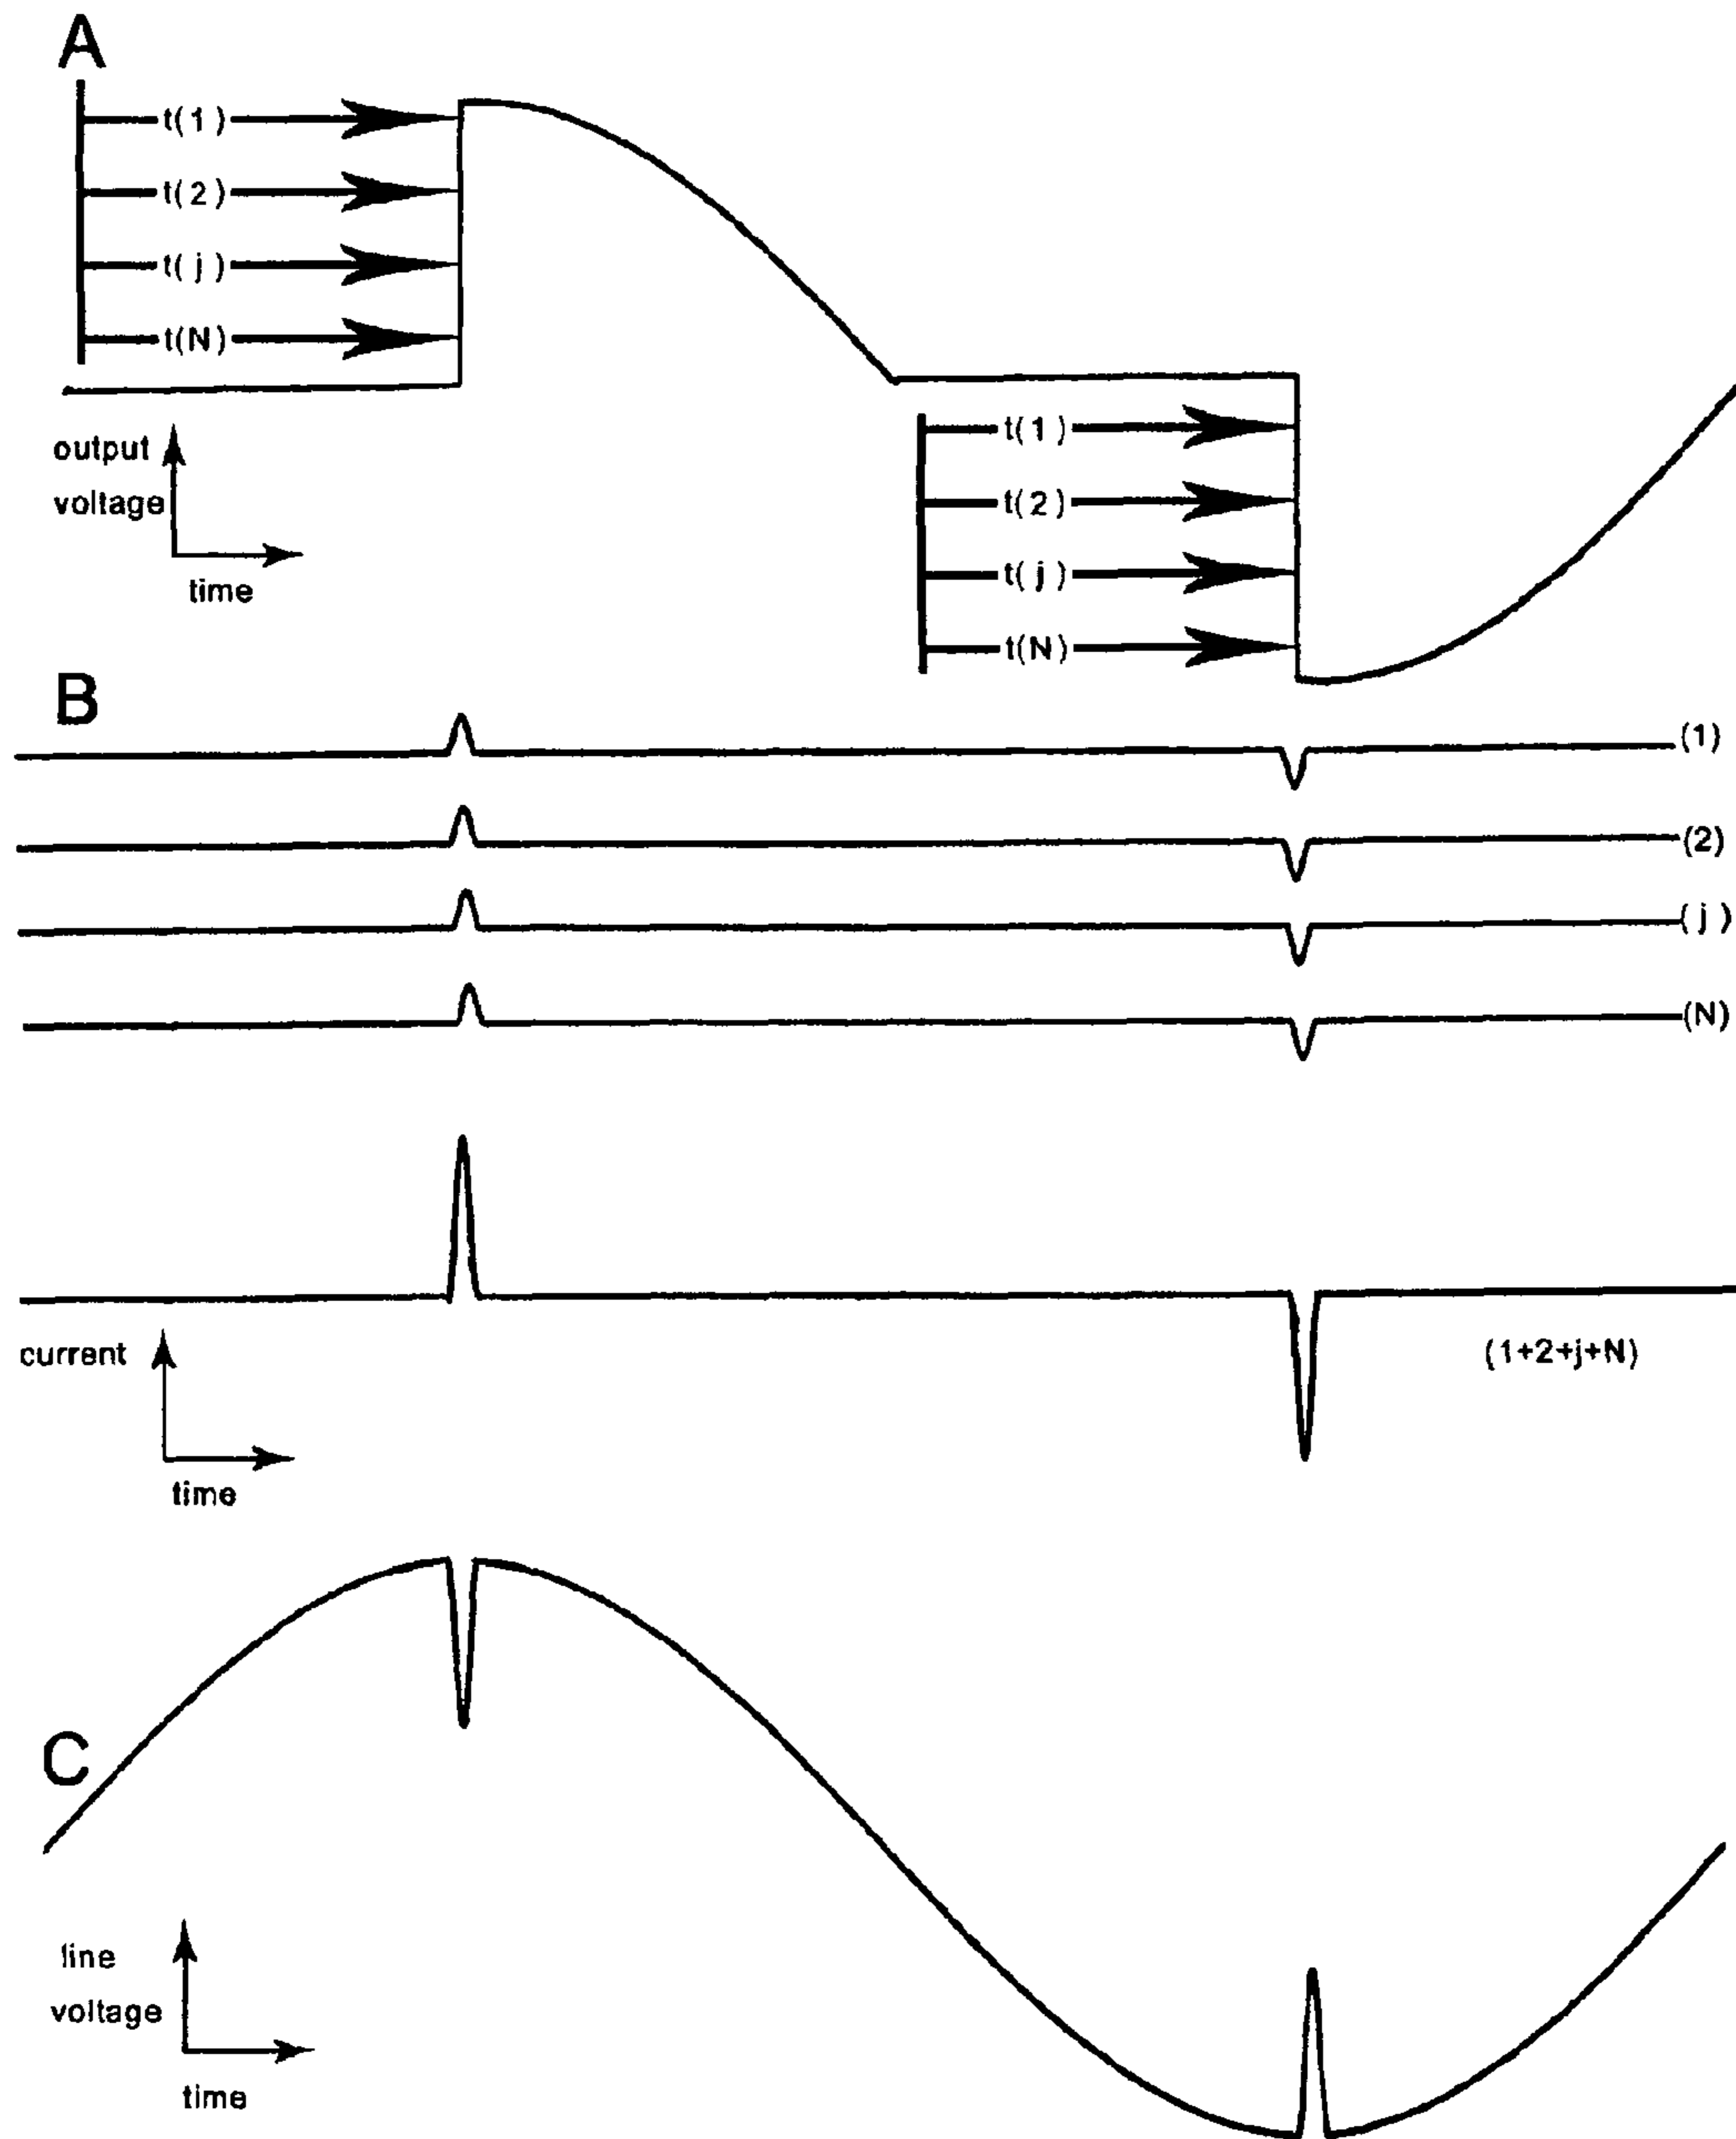 A
t(1)
t(2)
t(j)
t(N)
output
voltage
time
t(1)
t(2)
t(j)
t(N)
B
(1)
(2)
(j)
(N)
current
time
(1+2+j+N)
C
line
voltage
time